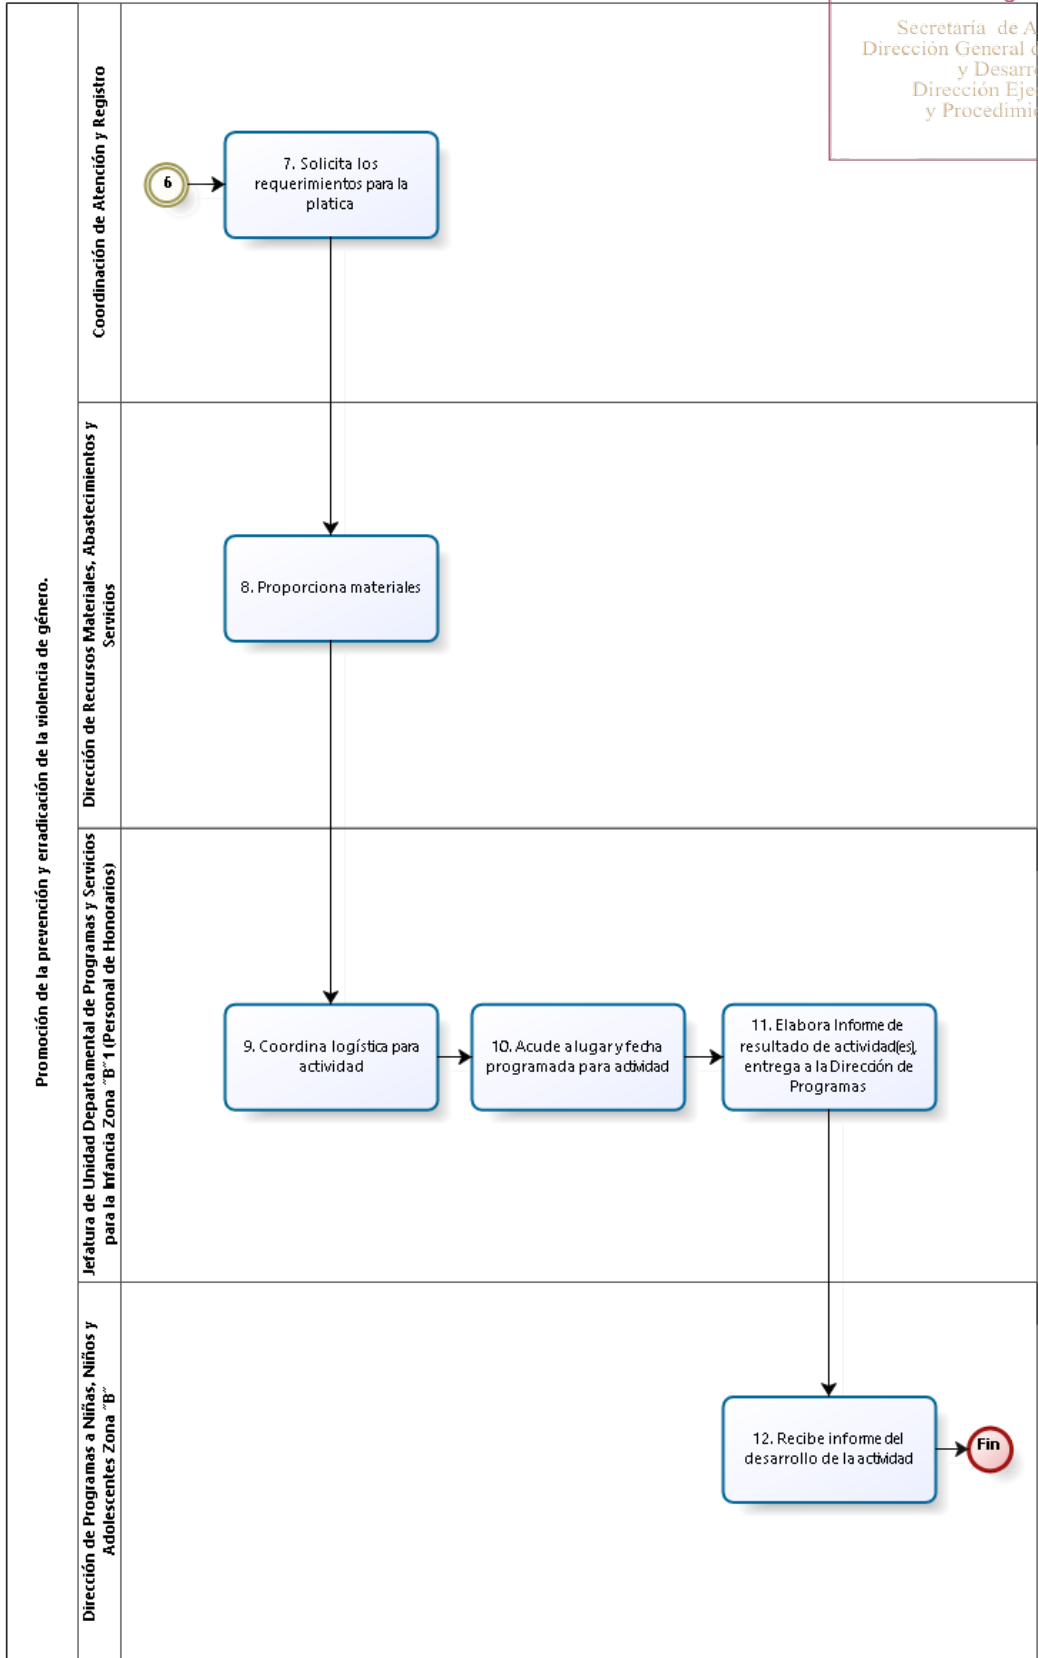 Secretaría de A
Dirección General d
y Desarr
Dirección Eje
y Procedimi
Promoción de la prevención y erradicación de la violencia de género.
Coordinación de Atención y Registro
6
7. Solicita los
requerimientos para la
platica
Dirección de Recursos Materiales, Abastecimientos y
Servicios
8. Proporciona materiales
Jefatura de Unidad Departamental de Programas y Servicios
para la Infancia Zona "B"1 (Personal de Honorarios)
9. Coordina logística para
actividad
10. Acude a lugar y fecha
programada para actividad
11. Elabora Informe de
resultado de actividad(es),
entrega a la Dirección de
Programas
Dirección de Programas a Niñas, Niños y
Adolescentes Zona "B"
12. Recibe informe del
desarrollo de la actividad
Fin